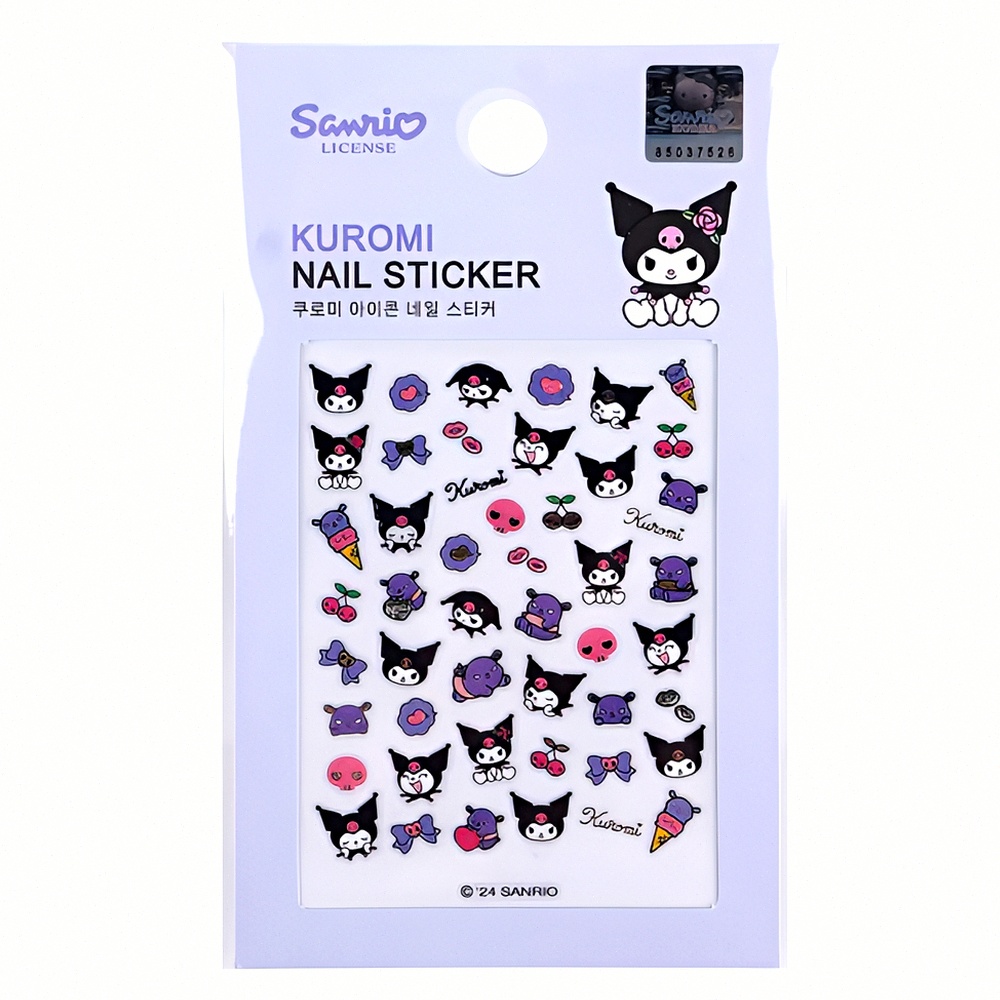 Sanrio
LICENSE
85037526
KUROMI
NAIL STICKER
쿠로미 아이콘 네일 스티커
Kuromi
Kuromi
Kuromi
© '24 SANRIO